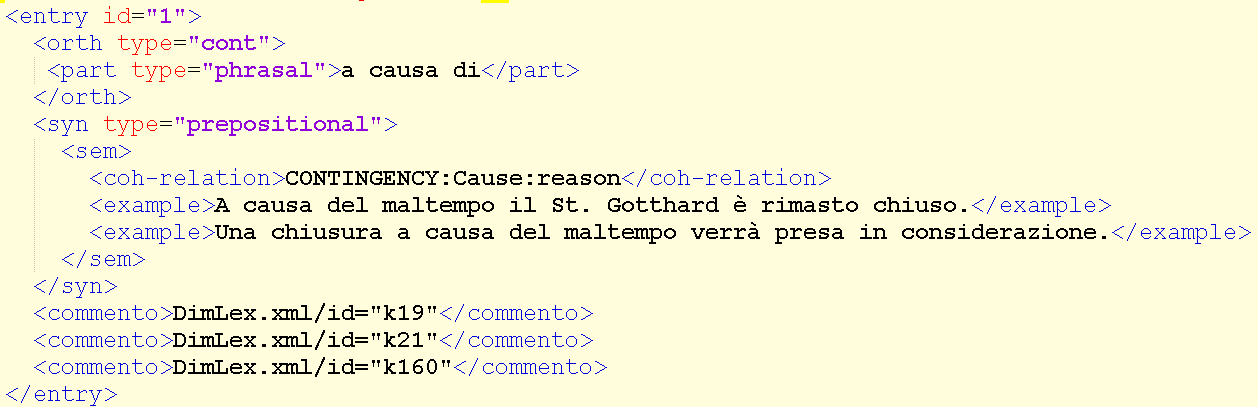 <entry id="1">
  <orth type="cont">
   <part type="phrasal">a causa di</part>
  </orth>
  <syn type="prepositional">
    <sem>
      <coh-relation>CONTINGENCY:Cause:reason</coh-relation>
      <example>A causa del maltempo il St. Gotthard è rimasto chiuso.</example>
      <example>Una chiusura a causa del maltempo verrà presa in considerazione.</example>
    </sem>
  </syn>
  <commento>DimLex.xml/id="k19"</commento>
  <commento>DimLex.xml/id="k21"</commento>
  <commento>DimLex.xml/id="k160"</commento>
</entry>